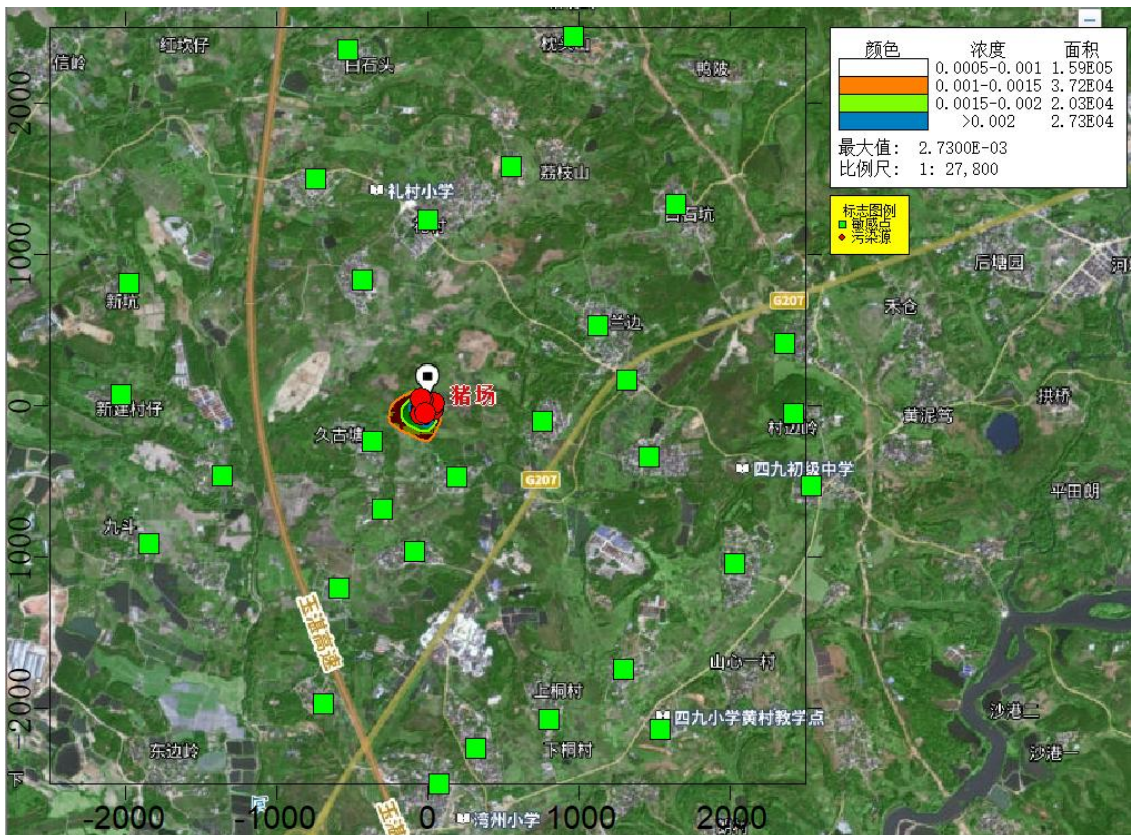 信岭
红坎仔
白石头
枕头山
鸭陂
颜色 浓度 面积
0.0005-0.001 1.59E05
0.001-0.0015 3.72E04
0.0015-0.002 2.03E04
>0.002 2.73E04
最大值: 2.7300E-03
比例尺: 1: 27,800
标志图例
敏感点
污染源
2000
荔枝山
礼村小学
白石坑
1000
后塘园
新坑
G207
禾仓
兰边
猪场
0
新建村仔
久古塘
村边岭
黄泥笃
拱桥
G207
四九初级中学
平田朗
九斗
-1000
玉湛高速
山心一村
上桐村
四九小学黄村教学点
沙港二
-2000
东边岭
下桐村
沙港一
下
-2000
-1000
0
1000
2000
湾州小学